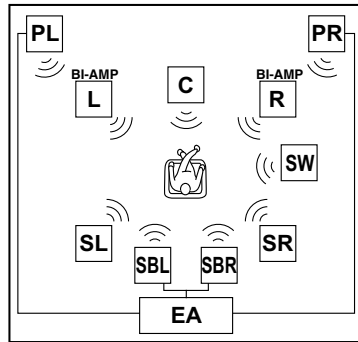 PL PR
BI-AMP BI-AMP
L C R
SW
SL SR
SBL SBR
EA